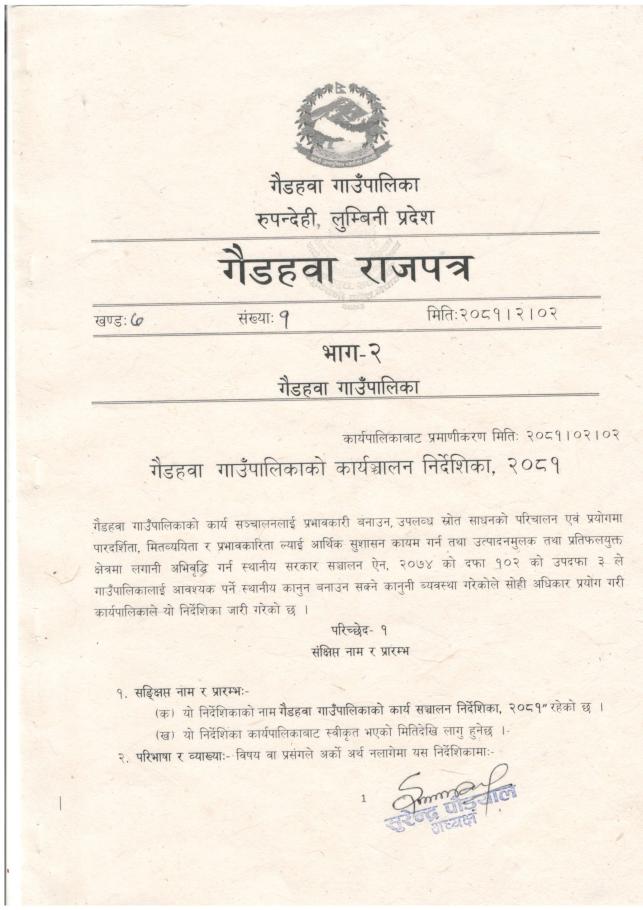 गैडहवा गाउँपालिका
रुपन्देही, लुम्बिनी प्रदेश
गैडहवा राजपत्र
खण्डः ७ संख्याः १ मितिः २०८१।२।०२
भाग-२
गैडहवा गाउँपालिका
कार्यपालिकाबाट प्रमाणीकरण मितिः २०८१।०२।०२
गैडहवा गाउँपालिकाको कार्यञ्चालन निर्देशिका, २०८१
गैडहवा गाउँपालिकाको कार्य सञ्चालनलाई प्रभावकारी बनाउन, उपलब्ध स्रोत साधनको परिचालन एवं प्रयोगमा
पारदर्शिता, मितव्ययिता र प्रभावकारिता ल्याई आर्थिक सुशासन कायम गर्न तथा उत्पादनमुलक तथा प्रतिफलयुक्त
क्षेत्रमा लगानी अभिवृद्धि गर्न स्थानीय सरकार सञ्चालन ऐन, २०७४ को दफा १०२ को उपदफा ३ ले
गाउँपालिकालाई आवश्यक पर्ने स्थानीय कानुन बनाउन सक्ने कानुनी व्यवस्था गरेकोले सोही अधिकार प्रयोग गरी
कार्यपालिकाले यो निर्देशिका जारी गरेको छ ।
परिच्छेद- १
संक्षिप्त नाम र प्रारम्भ
१. सङ्क्षिप्त नाम र प्रारम्भः-
(क) यो निर्देशिकाको नाम गैडहवा गाउँपालिकाको कार्य सञ्चालन निर्देशिका, २०८१" रहेको छ ।
(ख) यो निर्देशिका कार्यपालिकाबाट स्वीकृत भएको मितिदेखि लागु हुनेछ ।
२. परिभाषा र व्याख्याः- विषय वा प्रसंगले अर्को अर्थ नलागेमा यस निर्देशिकामाः-
1
सुरेन्द्र पौड्याल
अध्यक्ष